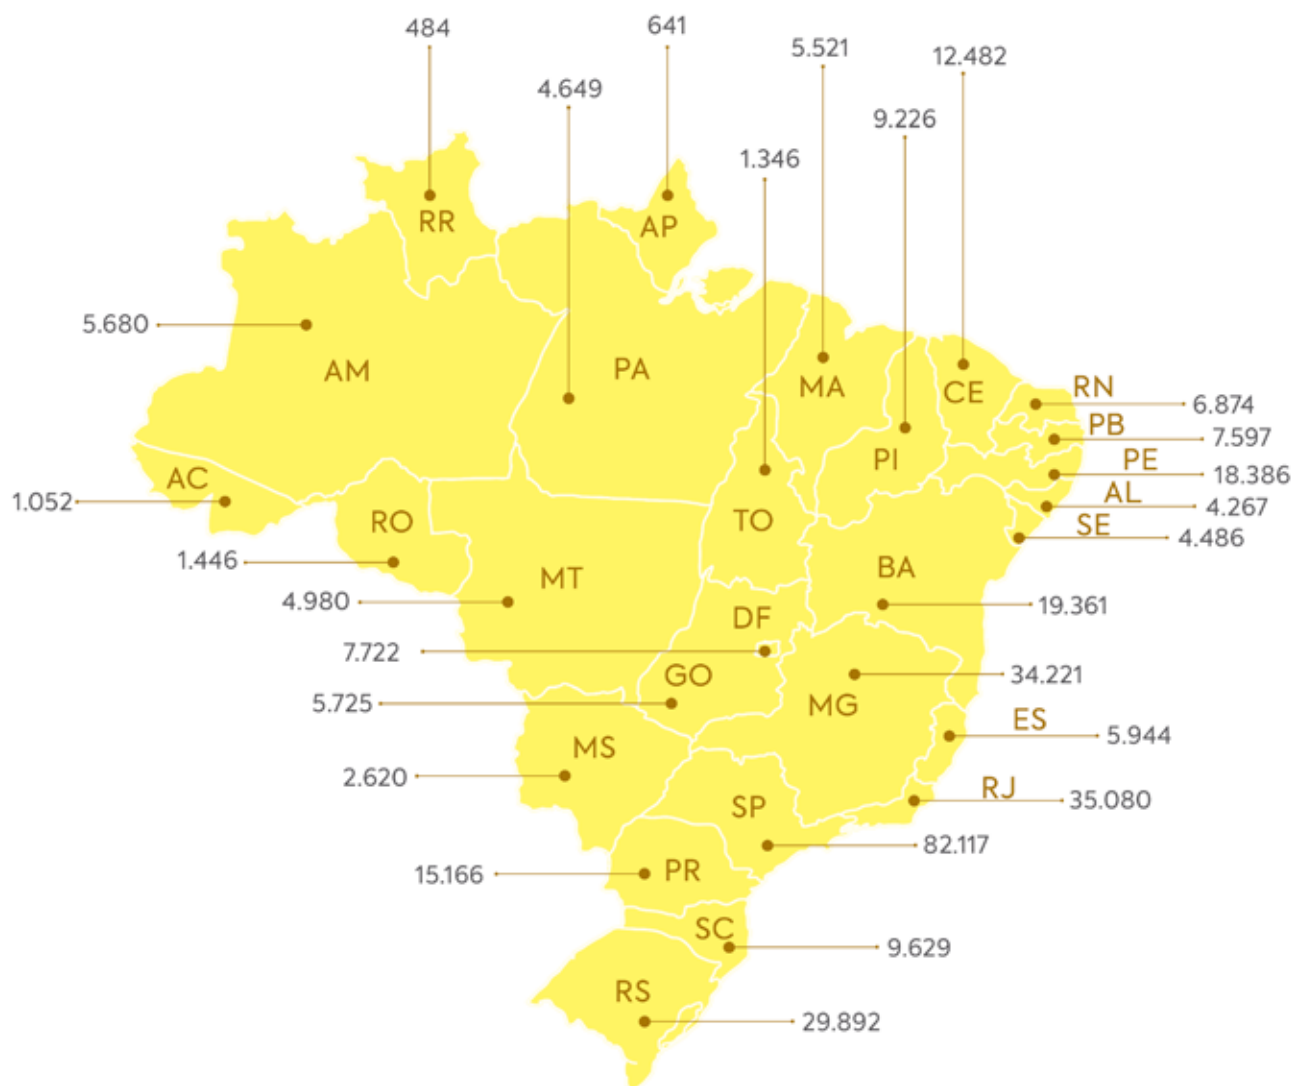 484
641
5.521
12.482
4.649
9.226
1.346
RR
AP
5.680
AM
PA
MA
CE
RN
6.874
PB
7.597
PI
PE
18.386
AC
1.052
AL
4.267
RO
TO
SE
4.486
1.446
MT
BA
4.980
19.361
DF
7.722
GO
34.221
5.725
MG
ES
5.944
MS
2.620
SP
RJ
35.080
82.117
15.166
PR
SC
9.629
RS
29.892